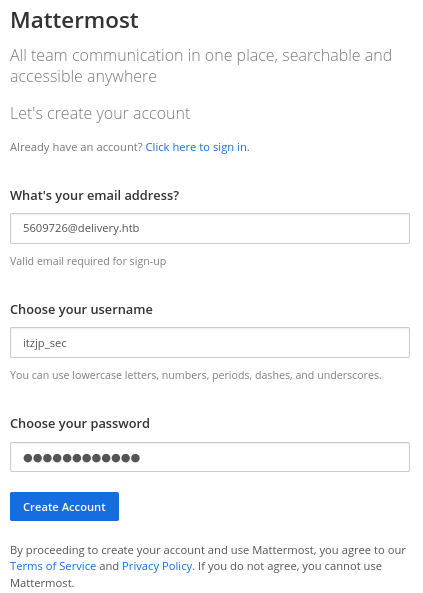 Mattermost
All team communication in one place, searchable and
accessible anywhere
Let's create your account
Already have an account? Click here to sign in.
What's your email address?
5609726@delivery.htb
Valid email required for sign-up
Choose your username
itzjp_sec
You can use lowercase letters, numbers, periods, dashes, and underscores.
Choose your password
●●●●●●●●●●●●
Create Account
By proceeding to create your account and use Mattermost, you agree to our
Terms of Service and Privacy Policy. If you do not agree, you cannot use
Mattermost.